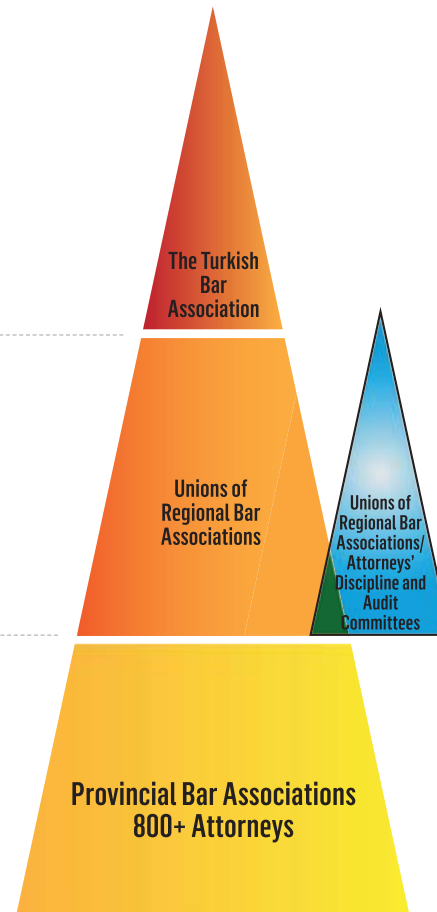 The Turkish
Bar
Association
Unions of
Regional Bar
Associations
Unions of
Regional Bar
Associations/
Attorneys'
Discipline and
Audit
Committees
Provincial Bar Associations
800+ Attorneys